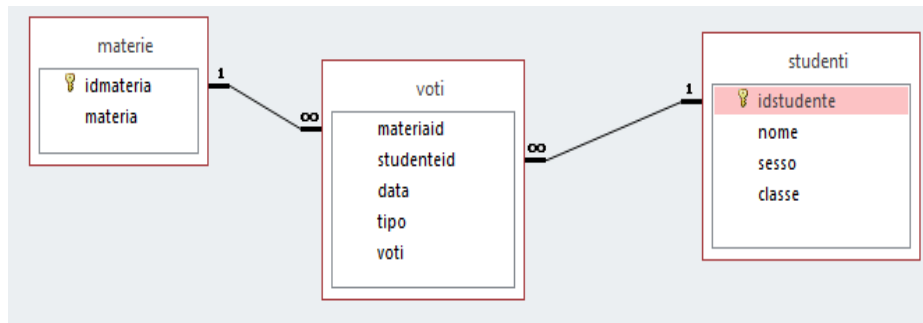 materie
idmateria
materia
1
∞
voti
materiaid
studenteid
data
tipo
voti
∞
1
studenti
idstudente
nome
sesso
classe